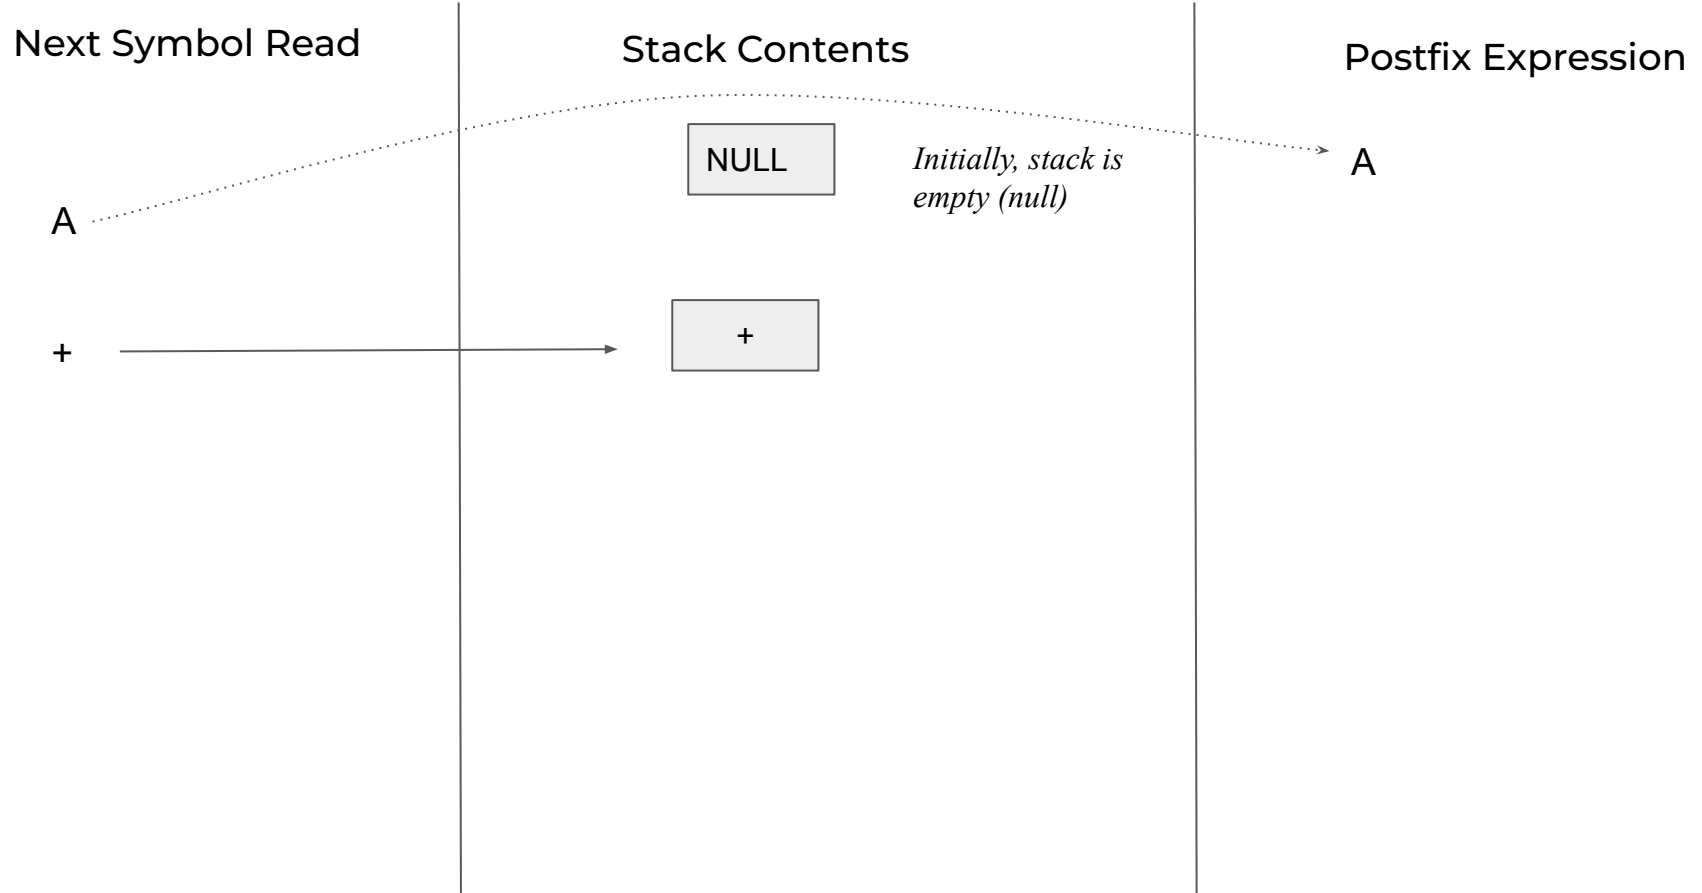 Next Symbol Read
Stack Contents
Postfix Expression
NULL
Initially, stack is
empty (null)
A
A
+
+